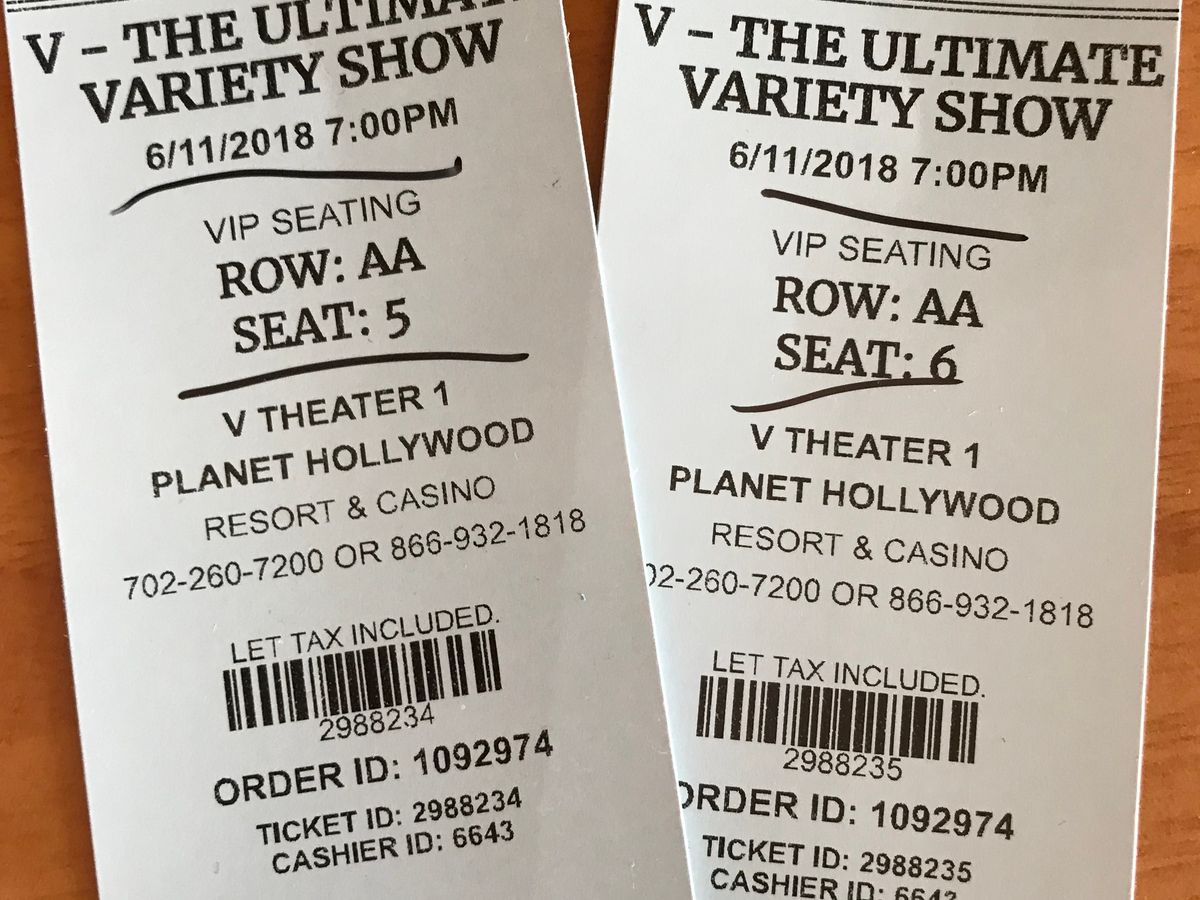 V – THE ULTIMATE
VARIETY SHOW
6/11/2018 7:00PM
VIP SEATING
ROW: AA
SEAT: 5
V THEATER 1
PLANET HOLLYWOOD
RESORT & CASINO
702-260-7200 OR 866-932-1818
LET TAX INCLUDED.
2988234
ORDER ID: 1092974
TICKET ID: 2988234
CASHIER ID: 6643
V – THE ULTIMATE
VARIETY SHOW
6/11/2018 7:00PM
VIP SEATING
ROW: AA
SEAT: 6
V THEATER 1
PLANET HOLLYWOOD
RESORT & CASINO
02-260-7200 OR 866-932-1818
LET TAX INCLUDED.
2988235
ORDER ID: 1092974
TICKET ID: 2988235
CASHIER ID: